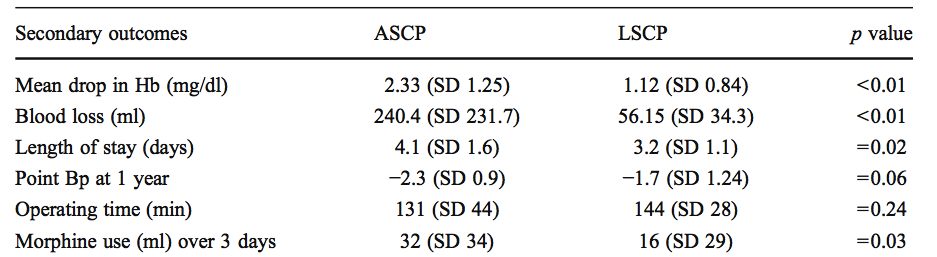 Secondary outcomes ASCP LSCP p value
Mean drop in Hb (mg/dl) 2.33 (SD 1.25) 1.12 (SD 0.84) <0.01
Blood loss (ml) 240.4 (SD 231.7) 56.15 (SD 34.3) <0.01
Length of stay (days) 4.1 (SD 1.6) 3.2 (SD 1.1) =0.02
Point Bp at 1 year −2.3 (SD 0.9) −1.7 (SD 1.24) =0.06
Operating time (min) 131 (SD 44) 144 (SD 28) =0.24
Morphine use (ml) over 3 days 32 (SD 34) 16 (SD 29) =0.03